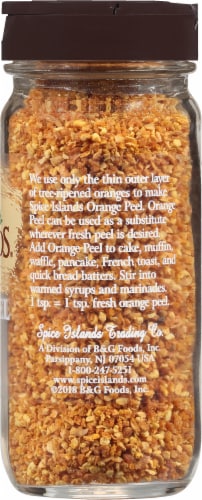 We use only the thin outer layer
of tree-ripened oranges to make
Spice Islands Orange Peel. Orange
Peel can be used as a substitute
wherever fresh peel is desired.
Add Orange Peel to cake, muffin,
waffle, pancake, French toast, and
quick bread batters. Stir into
warmed syrups and marinades.
1 tsp. = 1 tsp. fresh orange peel.
Spice Islands Trading Co.
A Division of B&G Foods, Inc.
Parsippany, NJ 07054 USA
1-800-247-5251
www.spiceislands.com
©2018 B&G Foods, Inc.